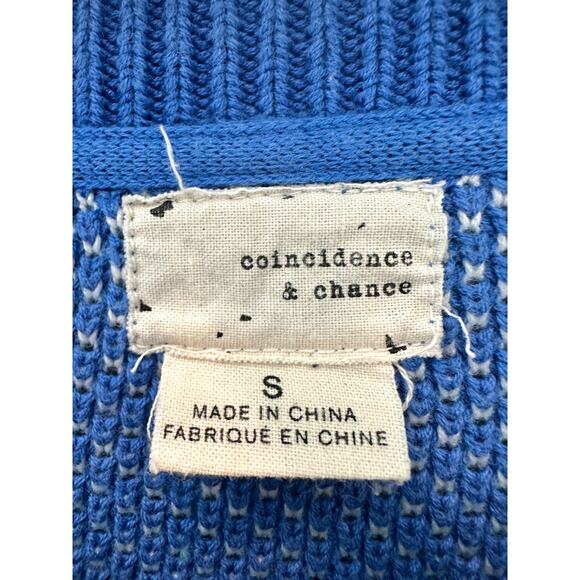 coincidence
& chance
S
MADE IN CHINA
FABRIQUÉ EN CHINE